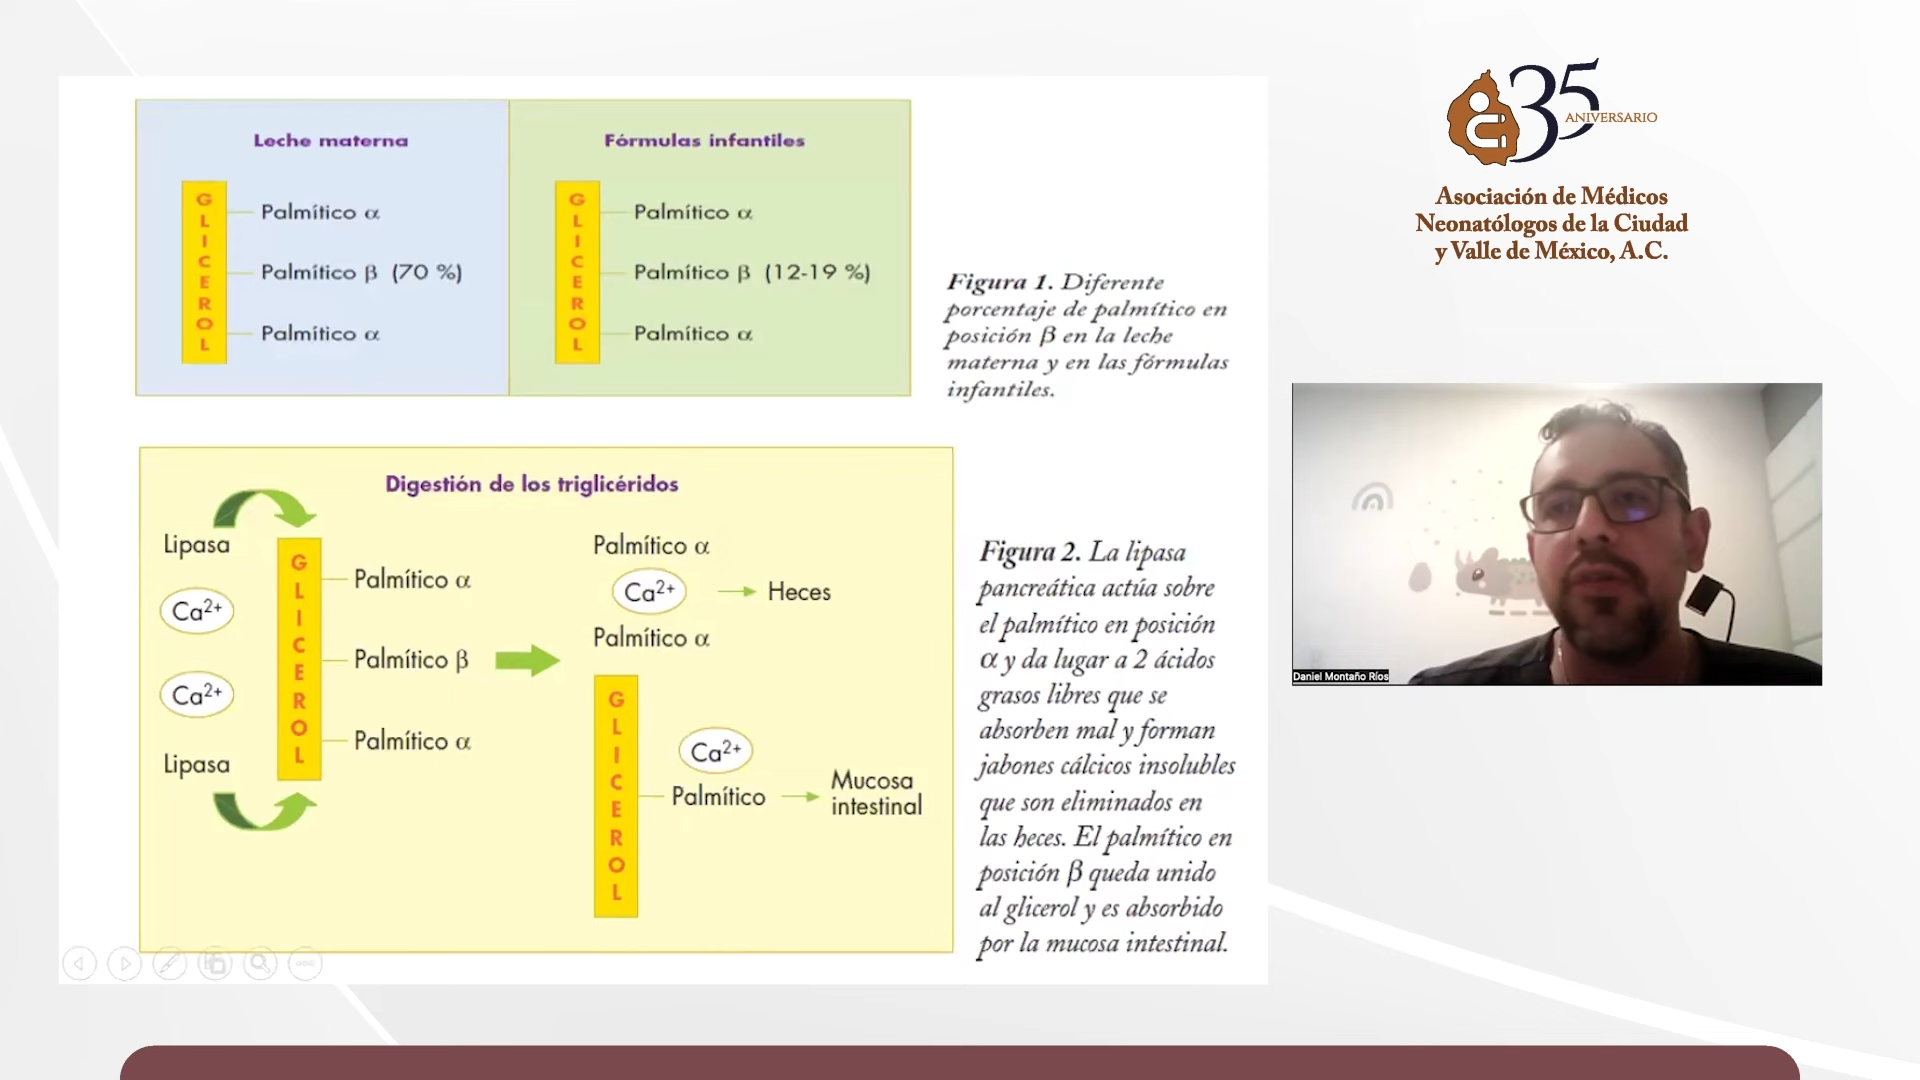 Leche materna
G
L
I
C
E
R
O
L
Palmítico α
Palmítico β (70 %)
Palmítico α
Fórmulas infantiles
G
L
I
C
E
R
O
L
Palmítico α
Palmítico β (12-19 %)
Palmítico α
Figura 1. Diferente
porcentaje de palmítico en
posición β en la leche
materna y en las fórmulas
infantiles.
Digestión de los triglicéridos
Lipasa
Ca2+
Ca2+
Lipasa
G
L
I
C
E
R
O
L
Palmítico α
Palmítico β
Palmítico α
Palmítico α
Ca2+
Heces
Palmítico α
G
L
I
C
E
R
O
L
Ca2+
Palmítico
Mucosa
intestinal
Figura 2. La lipasa
pancreática actúa sobre
el palmítico en posición
α y da lugar a 2 ácidos
grasos libres que se
absorben mal y forman
jabones cálcicos insolubles
que son eliminados en
las heces. El palmítico en
posición β queda unido
al glicerol y es absorbido
por la mucosa intestinal.
35
ANIVERSARIO
Asociación de Médicos
Neonatólogos de la Ciudad
y Valle de México, A.C.
Daniel Montaño Ríos